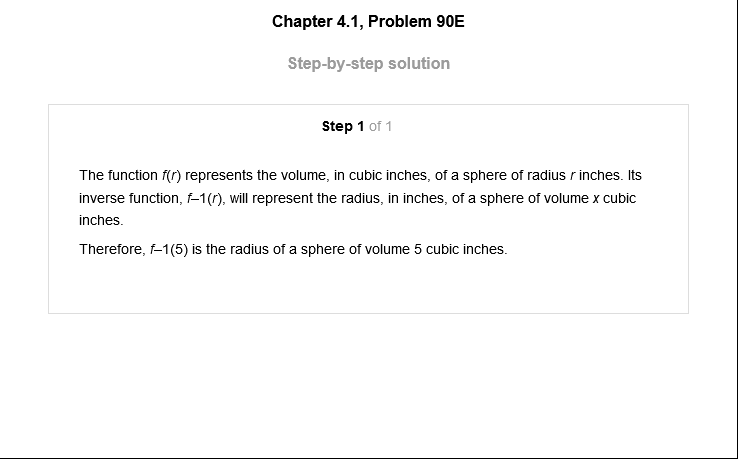 Chapter 4.1, Problem 90E
Step-by-step solution
Step 1 of 1
The function f(r) represents the volume, in cubic inches, of a sphere of radius r inches. Its
inverse function, f–1(r), will represent the radius, in inches, of a sphere of volume x cubic
inches.
Therefore, f–1(5) is the radius of a sphere of volume 5 cubic inches.